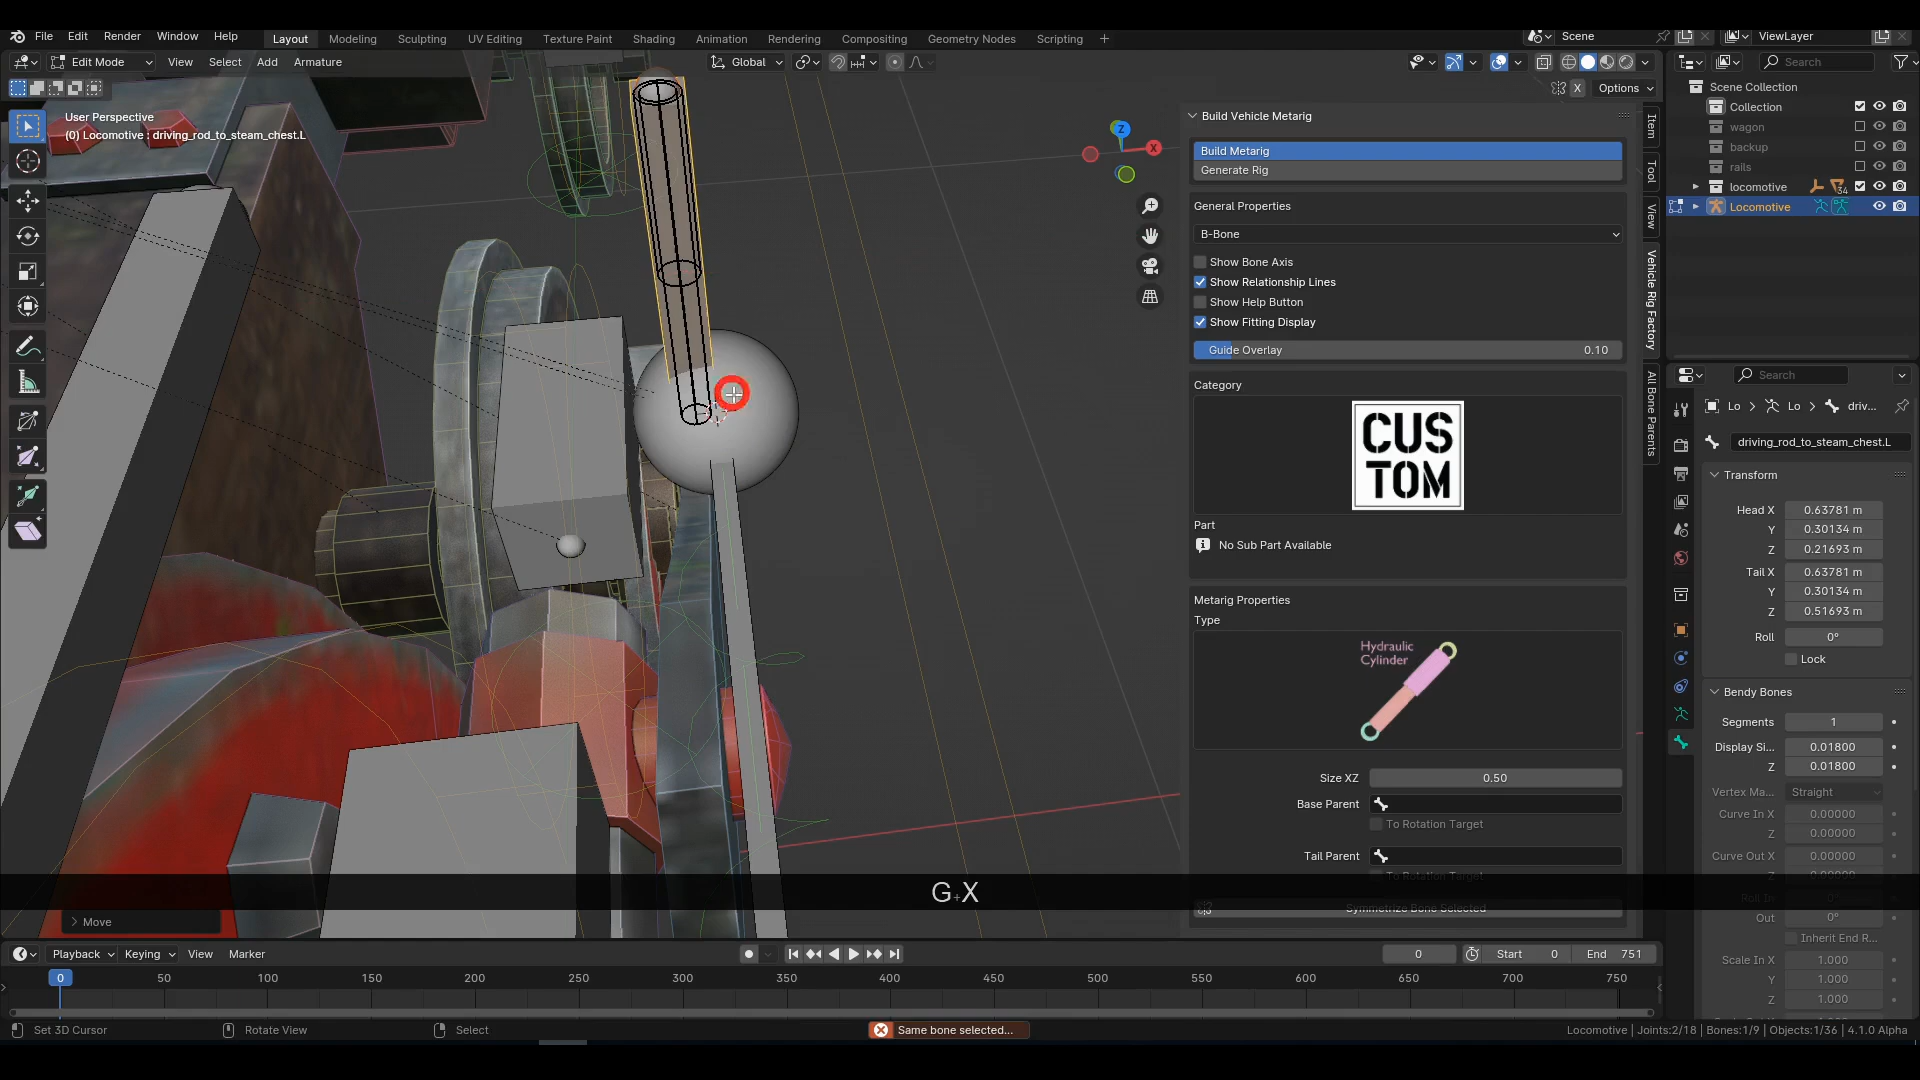 File Edit Render Window Help
Layout Modeling Sculpting UV Editing Texture Paint Shading Animation Rendering Compositing Geometry Nodes Scripting +
Scene
ViewLayer
Edit Mode View Select Add Armature
Global
Search
X Options
User Perspective
(0) Locomotive : driving_rod_to_steam_chest.L
Z
X
Build Vehicle Metarig
Build Metarig
Generate Rig
General Properties
B-Bone
Show Bone Axis
Show Relationship Lines
Show Help Button
Show Fitting Display
Guide Overlay 0.10
Category
CUS
TOM
Part
No Sub Part Available
Metarig Properties
Type
Hydraulic
Cylinder
Size XZ 0.50
Base Parent
To Rotation Target
Tail Parent
To Rotation Target
Symmetrize Bone Selected
Item
Tool
View
Vehicle Rig Factory
All Bone Parents
Scene Collection
Collection
wagon
backup
rails
locomotive 34
Locomotive
Search
Lo Lo driv...
driving_rod_to_steam_chest.L
Transform
Head X 0.63781 m
Y 0.30134 m
Z 0.21693 m
Tail X 0.63781 m
Y 0.30134 m
Z 0.51693 m
Roll 0°
Lock
Bendy Bones
Segments 1
Display Si... 0.01800
Z 0.01800
Vertex Ma... Straight
Curve In X 0.00000
Z 0.00000
Curve Out X 0.00000
Z 0.00000
Roll In 0°
Out 0°
Inherit End R...
Scale In X 1.000
Y 1.000
Z 1.000
G+X
Move
Playback Keying View Marker
0 Start 0 End 751
0 50 100 150 200 250 300 350 400 450 500 550 600 650 700 750
Set 3D Cursor Rotate View Select
Same bone selected...
Locomotive | Joints:2/18 | Bones:1/9 | Objects:1/36 | 4.1.0 Alpha